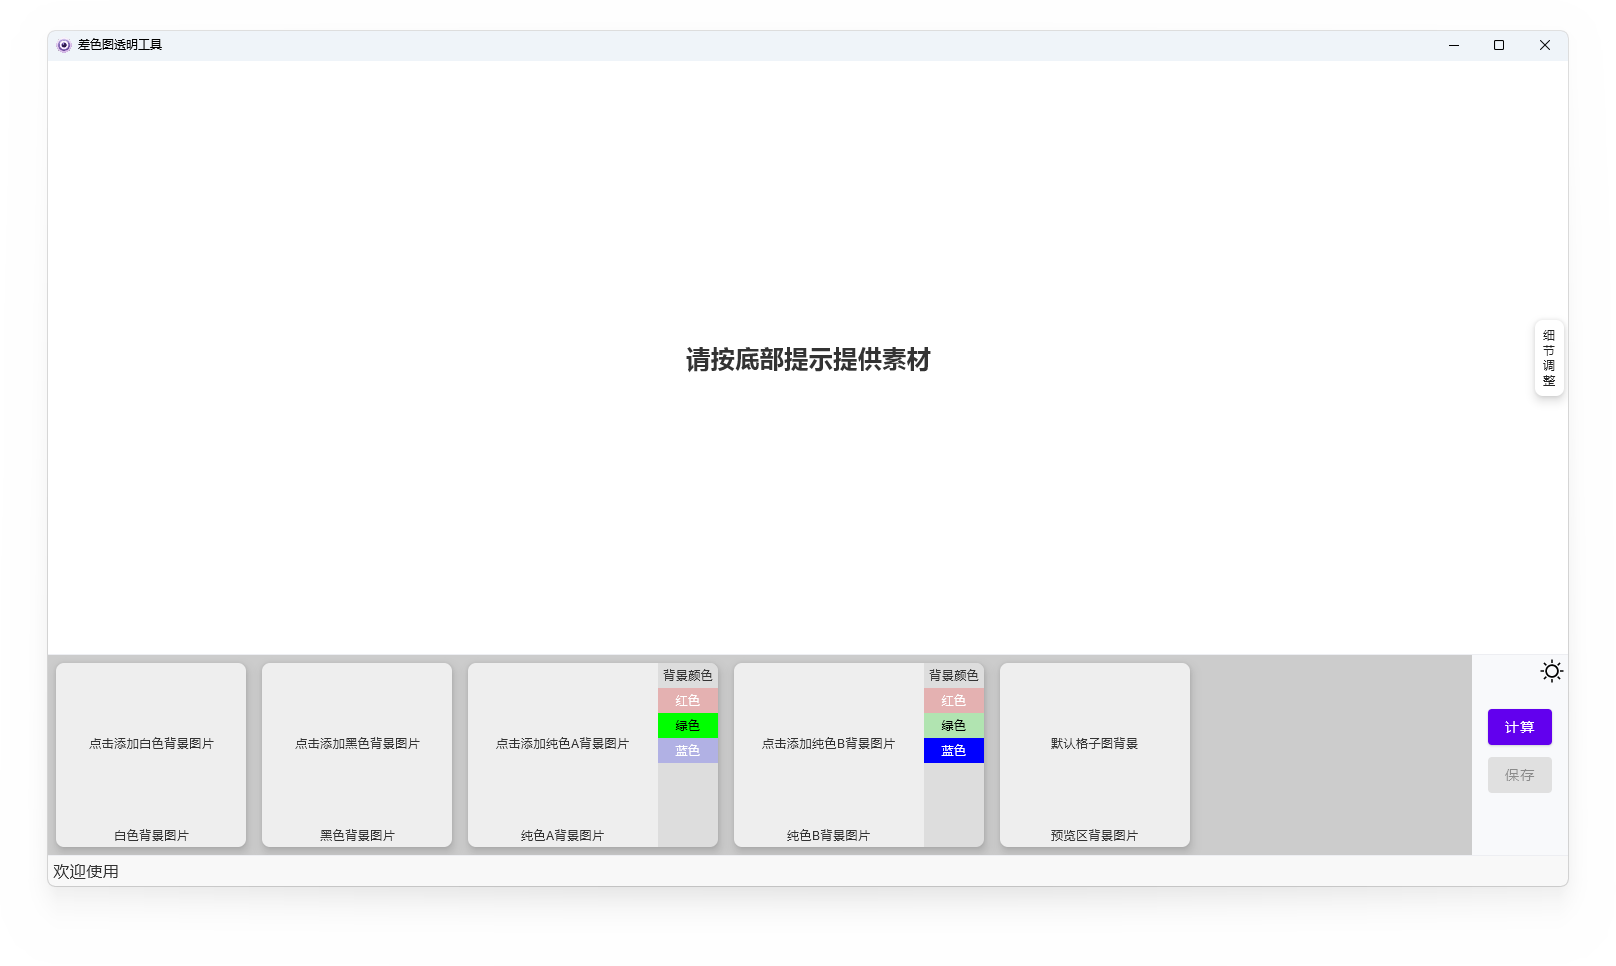 差色图透明工具
请按底部提示提供素材
细
节
调
整
点击添加白色背景图片
白色背景图片
点击添加黑色背景图片
黑色背景图片
点击添加纯色A背景图片
纯色A背景图片
背景颜色
红色
绿色
蓝色
点击添加纯色B背景图片
纯色B背景图片
背景颜色
红色
绿色
蓝色
默认格子图背景
预览区背景图片
计算
保存
欢迎使用